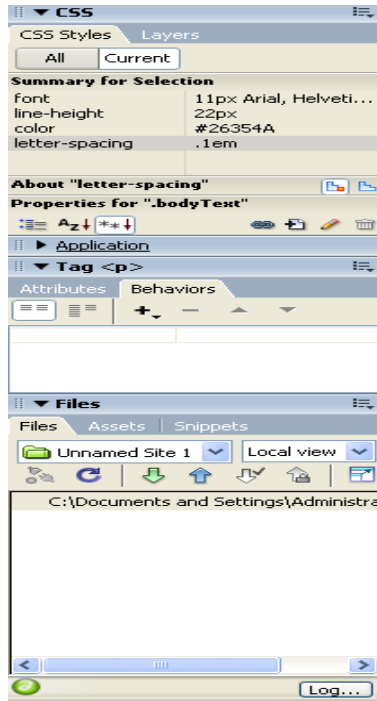 CSS
CSS Styles Layers
All Current
Summary for Selection
font 11px Arial, Helveti...
line-height 22px
color #26354A
letter-spacing .1em
About "letter-spacing"
Properties for ".bodyText"
AZ↓ **↓
Application
Tag <p>
Attributes Behaviors
Files
Files Assets | Snippets
Unnamed Site 1 Local view
C:\Documents and Settings\Administra
Log...